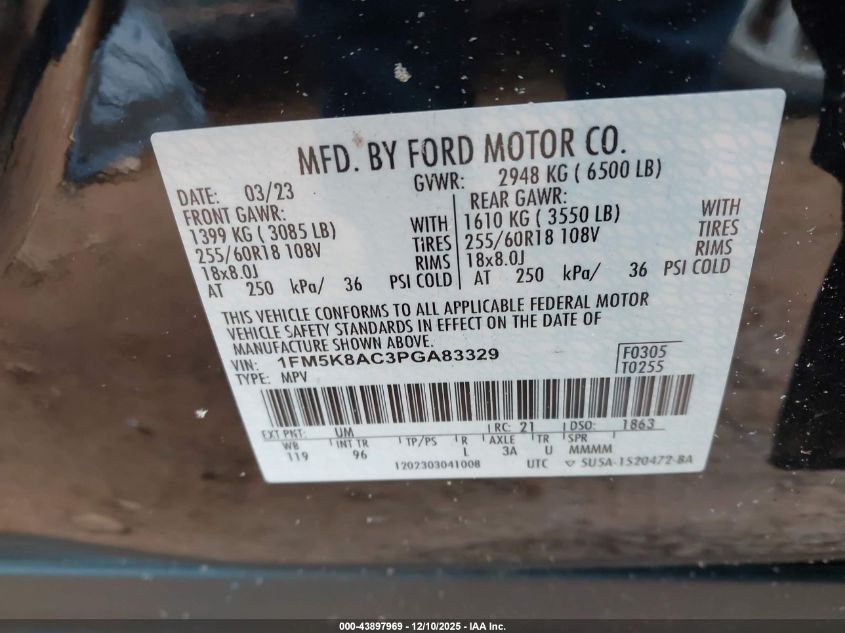 MFD. BY FORD MOTOR CO.
DATE: 03/23 GVWR: 2948 KG ( 6500 LB)
FRONT GAWR: REAR GAWR:
1399 KG ( 3085 LB) WITH 1610 KG ( 3550 LB) WITH
255/60R18 108V TIRES 255/60R18 108V TIRES
18x8.0J RIMS 18x8.0J RIMS
AT 250 kPa/ 36 PSI COLD AT 250 kPa/ 36 PSI COLD
THIS VEHICLE CONFORMS TO ALL APPLICABLE FEDERAL MOTOR
VEHICLE SAFETY STANDARDS IN EFFECT ON THE DATE OF
MANUFACTURE SHOWN ABOVE.
VIN: 1FM5K8AC3PGA83329 F0305
TYPE: MPV T0255
EXT PNT: UM RC: 21 DSO: 1863
WB INT TR TP/PS R AXLE TR SPR
119 96 L 3A U MMMM
1202303041008 UTC ▽ 5U5A-1520472-BA
000-43897969 - 12/10/2025 - IAA Inc.